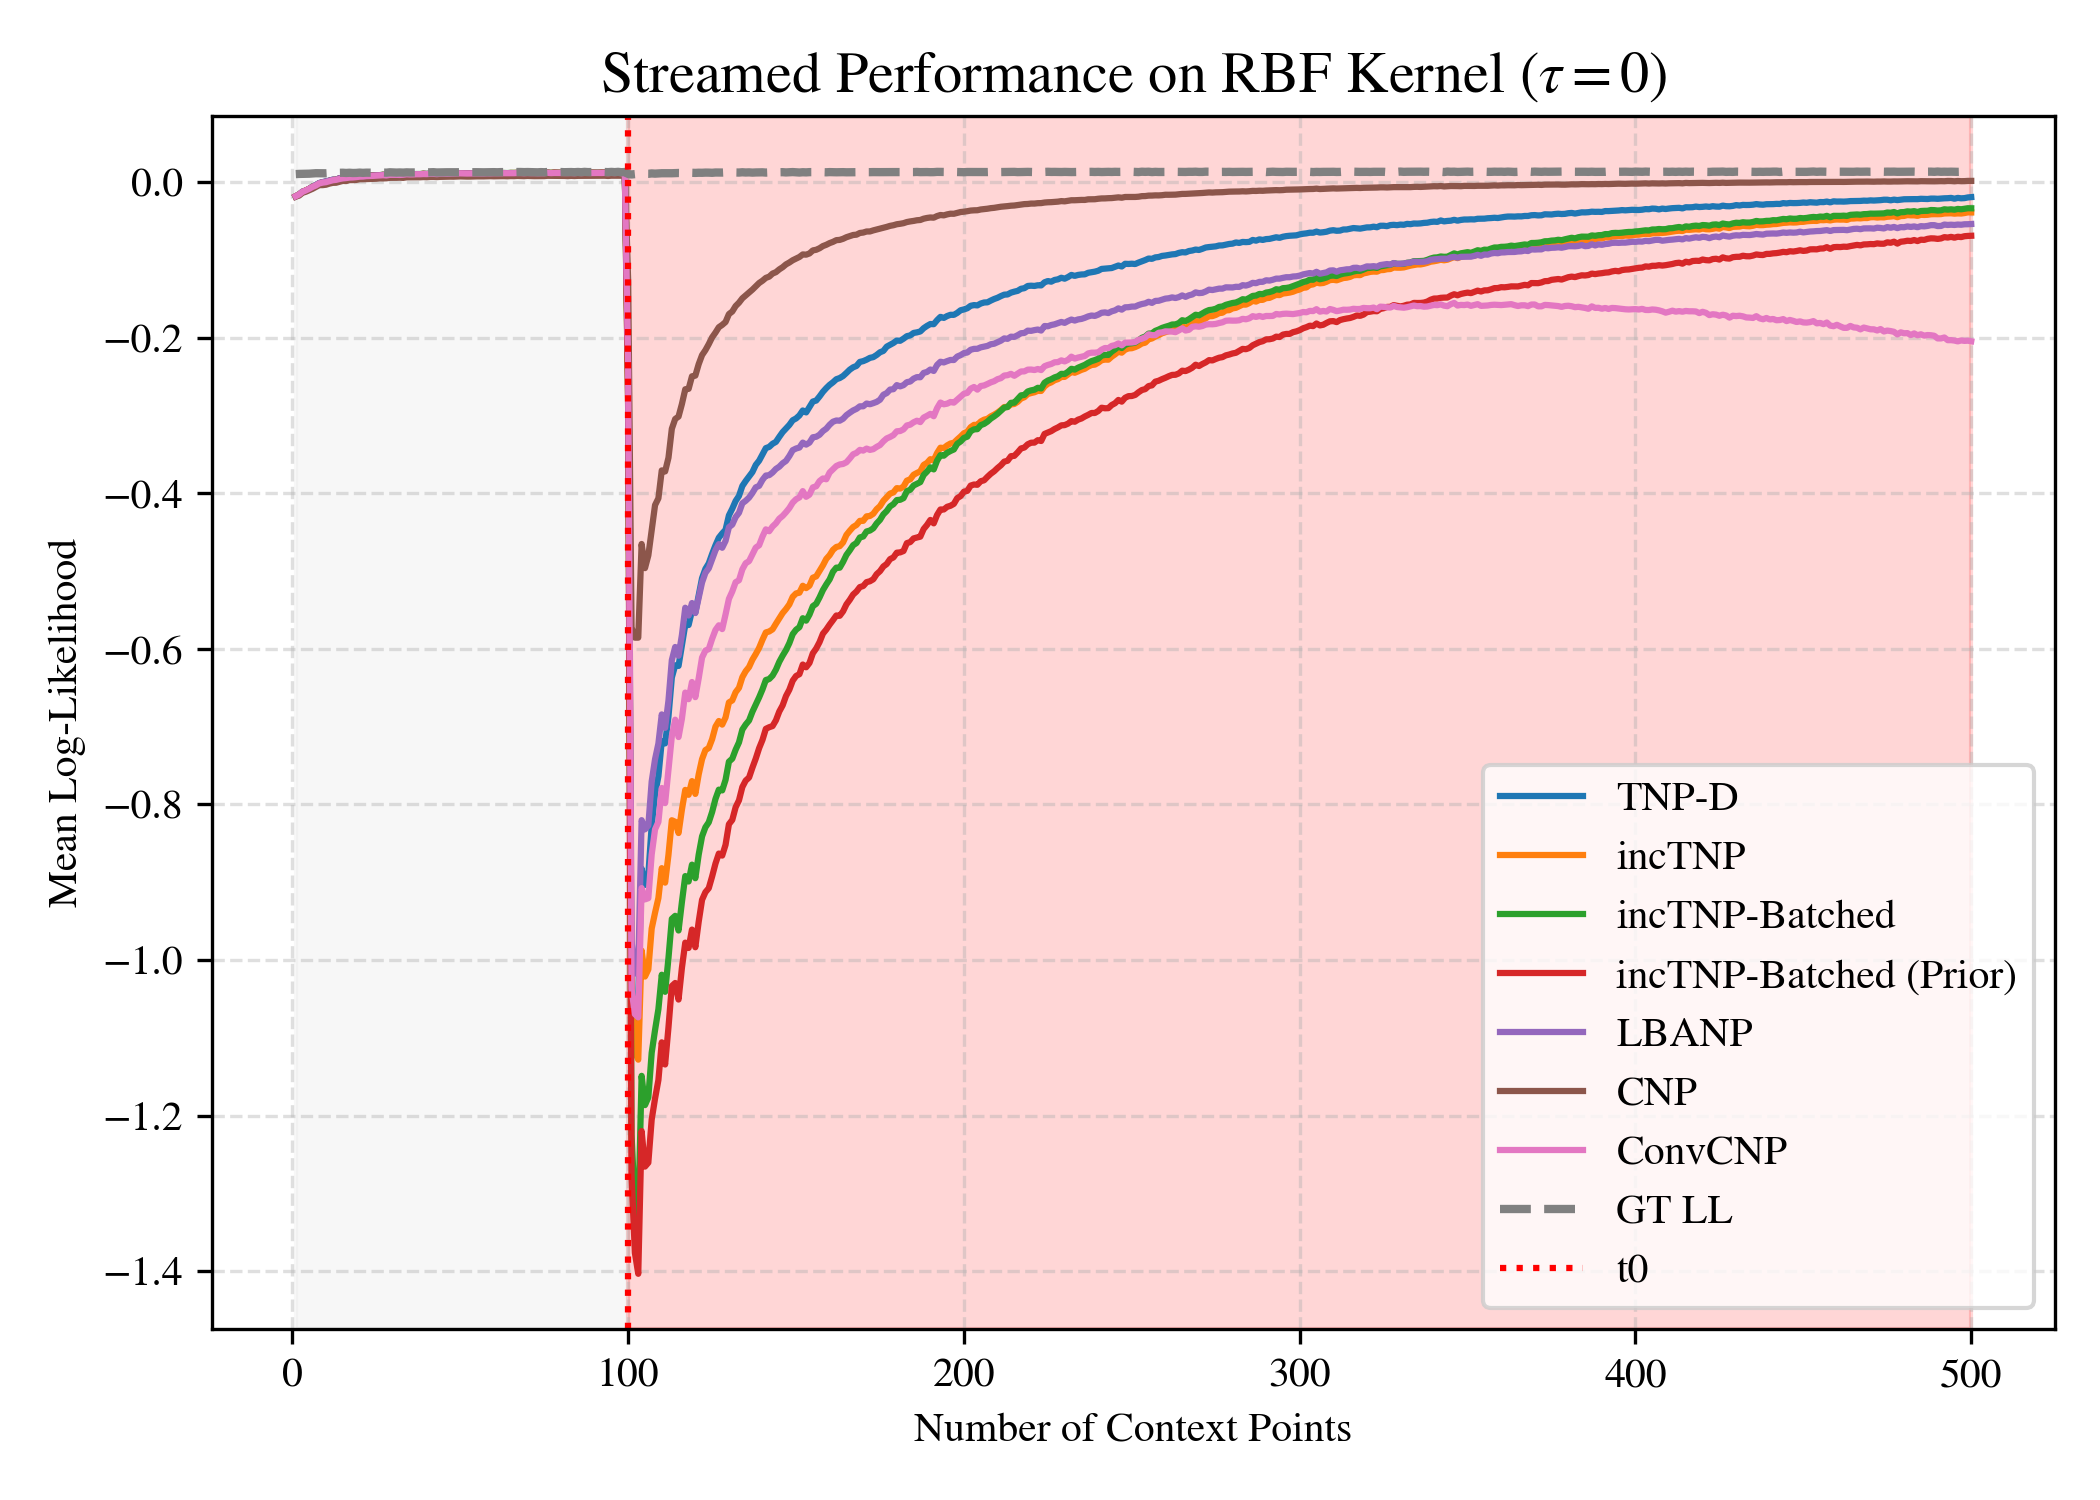 Streamed Performance on RBF Kernel (τ = 0)
Mean Log-Likelihood
0.0
−0.2
−0.4
−0.6
−0.8
−1.0
−1.2
−1.4
TNP-D
incTNP
incTNP-Batched
incTNP-Batched (Prior)
LBANP
CNP
ConvCNP
GT LL
t0
0 100 200 300 400 500
Number of Context Points